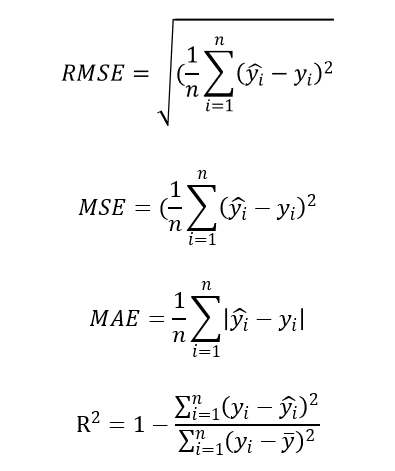 RMSE = √((1/n ∑_{i=1}^{n} (ŷ_i − y_i)²
MSE = (1/n ∑_{i=1}^{n} (ŷ_i − y_i)²
MAE = 1/n ∑_{i=1}^{n} |ŷ_i − y_i|
R² = 1 − ∑_{i=1}^{n} (y_i − ŷ_i)² / ∑_{i=1}^{n} (y_i − ȳ)²